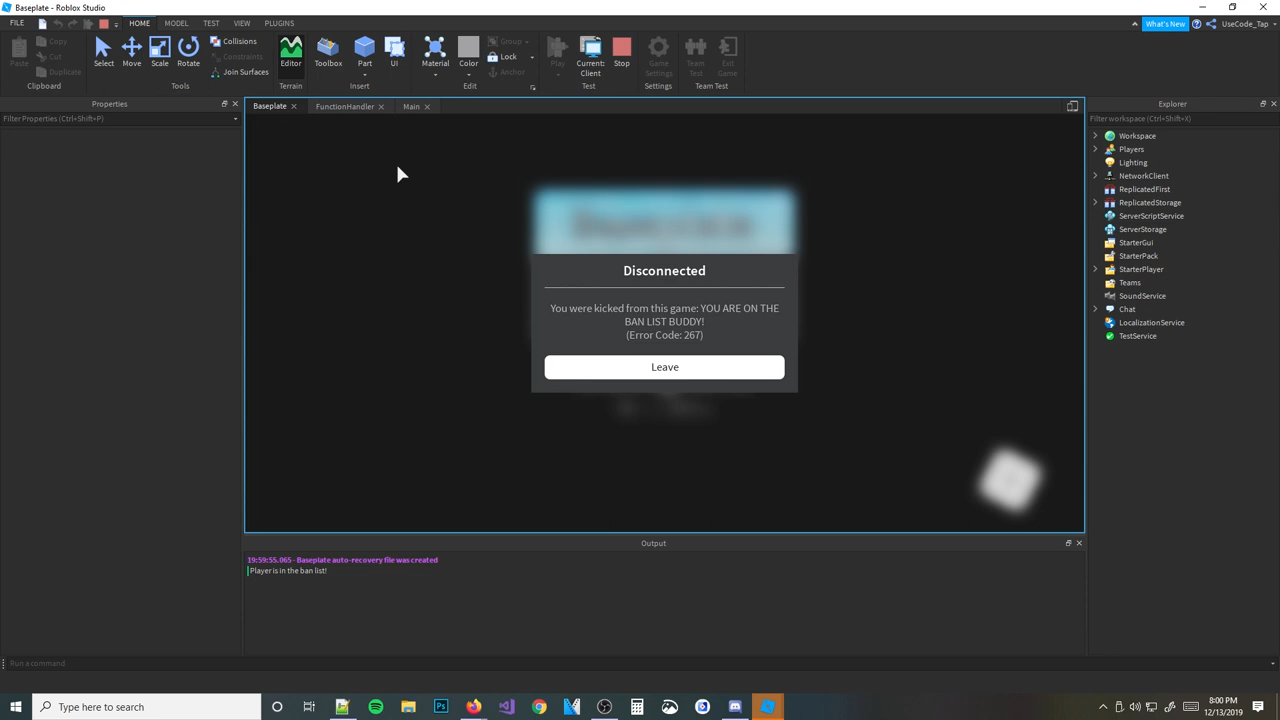 Baseplate - Roblox Studio
FILE HOME MODEL TEST VIEW PLUGINS What's New UseCode_Tap
Paste Copy Cut Duplicate
Select Move Scale Rotate
Collisions Constraints Join Surfaces
Editor Toolbox Part UI Material Color
Group Lock Anchor
Play Current: Client Stop Game Settings Team Test Exit Game
Clipboard Tools Terrain Insert Edit Test Settings Team Test
Properties
Filter Properties (Ctrl+Shift+P)
Baseplate FunctionHandler Main
Disconnected
You were kicked from this game: YOU ARE ON THE
BAN LIST BUDDY!
(Error Code: 267)
Leave
Explorer
Filter workspace (Ctrl+Shift+X)
Workspace
Players
Lighting
NetworkClient
ReplicatedFirst
ReplicatedStorage
ServerScriptService
ServerStorage
StarterGui
StarterPack
StarterPlayer
Teams
SoundService
Chat
LocalizationService
TestService
Output
19:59:55.065 - Baseplate auto-recovery file was created
Player is in the ban list!
Run a command
Type here to search
8:00 PM
12/13/2019